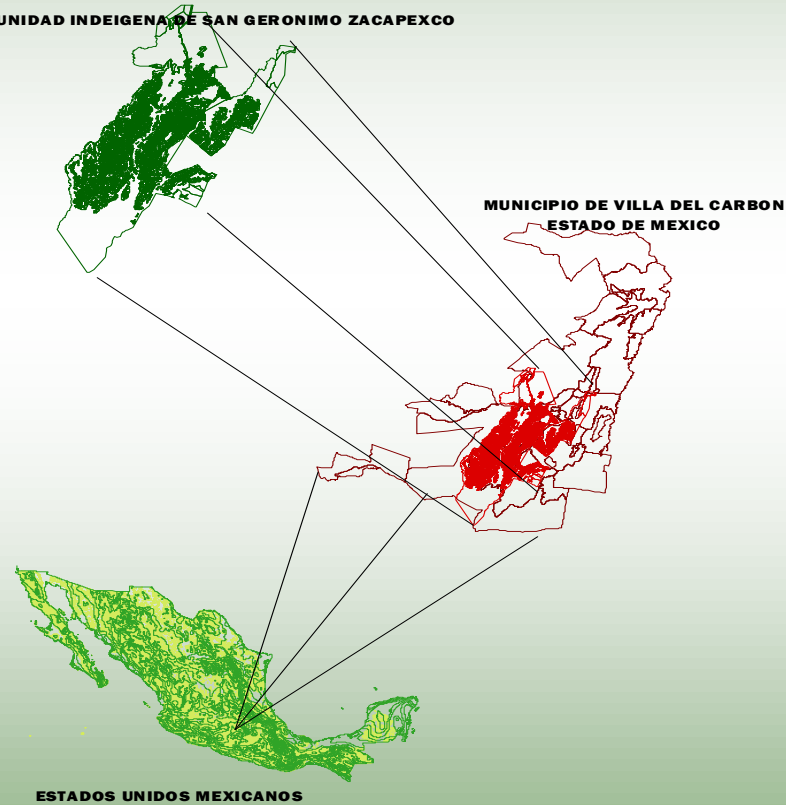 UNIDAD INDEIGENA DE SAN GERONIMO ZACAPEXCO
MUNICIPIO DE VILLA DEL CARBON
ESTADO DE MEXICO
ESTADOS UNIDOS MEXICANOS